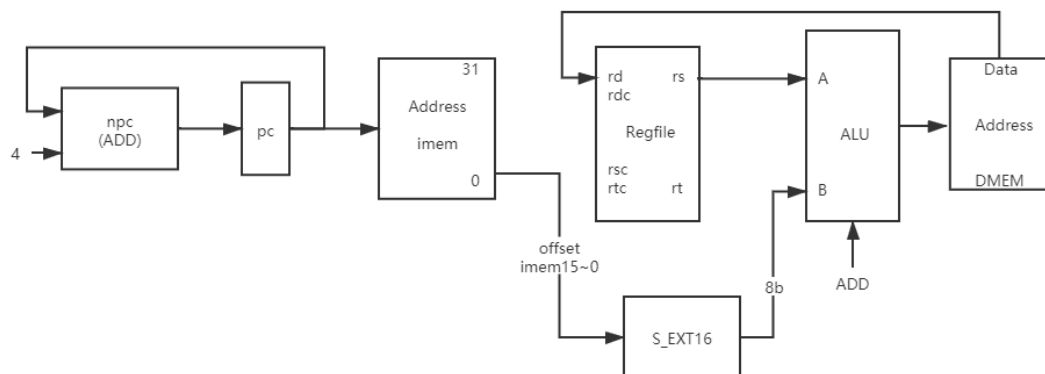 npc
(ADD)
4
pc
31
Address
imem
0
offset
imem15~0
rd rs
rdc
Regfile
rsc
rtc rt
S_EXT16
8b
A
ALU
B
ADD
Data
Address
DMEM